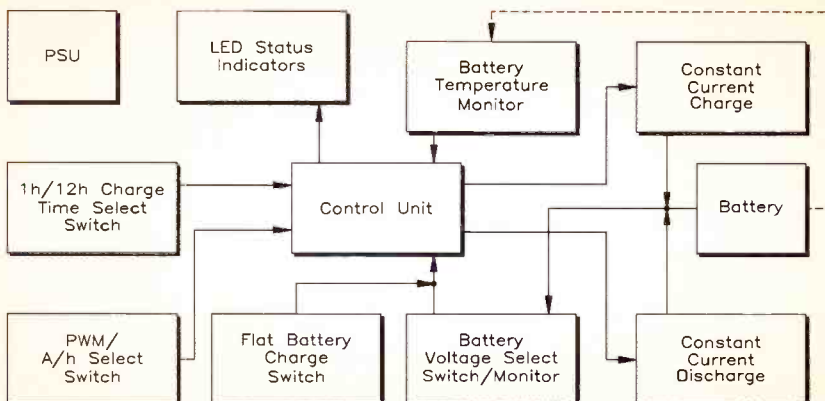 PSU
LED Status
Indicators
Battery
Temperature
Monitor
Constant
Current
Charge
1h/12h Charge
Time Select
Switch
Control Unit
Battery
PWM/
A/h Select
Switch
Flat Battery
Charge
Switch
Battery
Voltage Select
Switch/Monitor
Constant
Current
Discharge